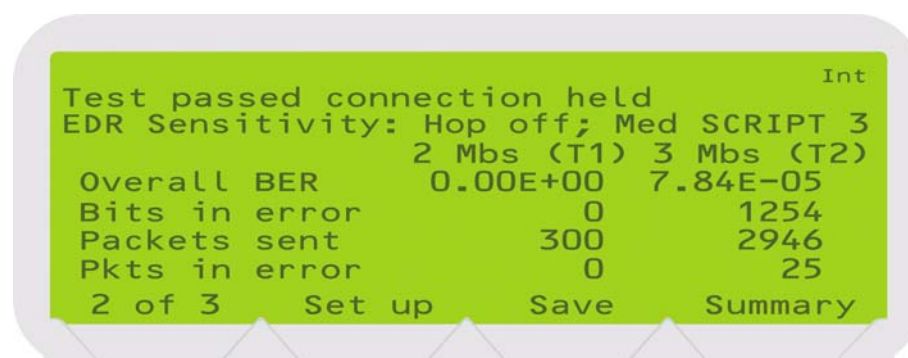 Int
Test passed connection held
EDR Sensitivity: Hop off; Med SCRIPT 3
2 Mbs (T1) 3 Mbs (T2)
Overall BER 0.00E+00 7.84E-05
Bits in error 0 1254
Packets sent 300 2946
Pkts in error 0 25
2 of 3 Set up Save Summary